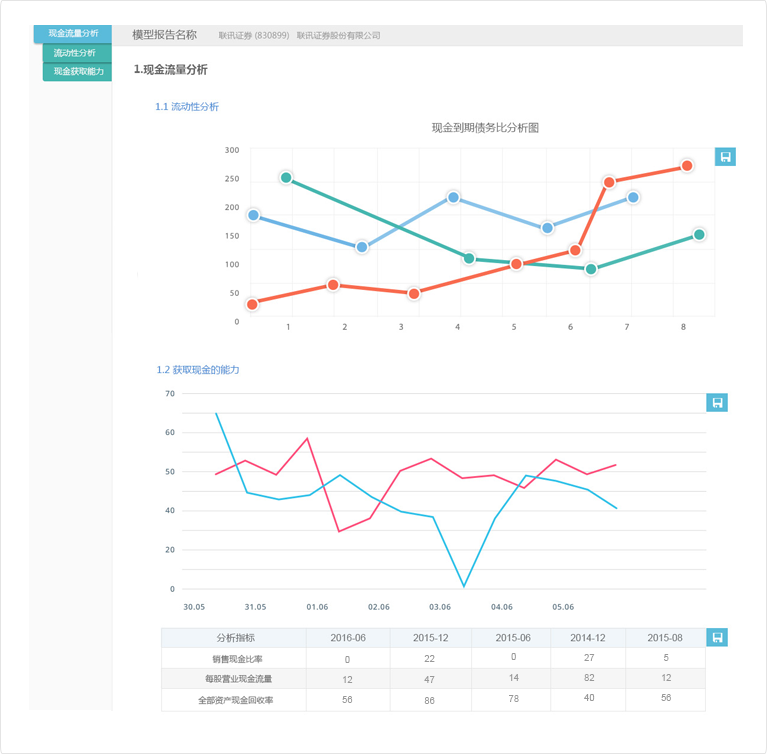 现金流量分析
流动性分析
现金获取能力
模型报告名称 联讯证券 (830899) 联讯证券股份有限公司
1.现金流量分析
1.1 流动性分析
现金到期债务比分析图
300
250
200
150
100
50
0
1 2 3 4 5 6 7 8
1.2 获取现金的能力
70
60
50
40
20
0
30.05 31.05 01.06 02.06 03.06 04.06 05.06
分析指标 2016-06 2015-12 2015-06 2014-12 2015-08
销售现金比率 0 22 0 27 5
每股营业现金流量 12 47 14 82 12
全部资产现金回收率 56 86 78 40 56